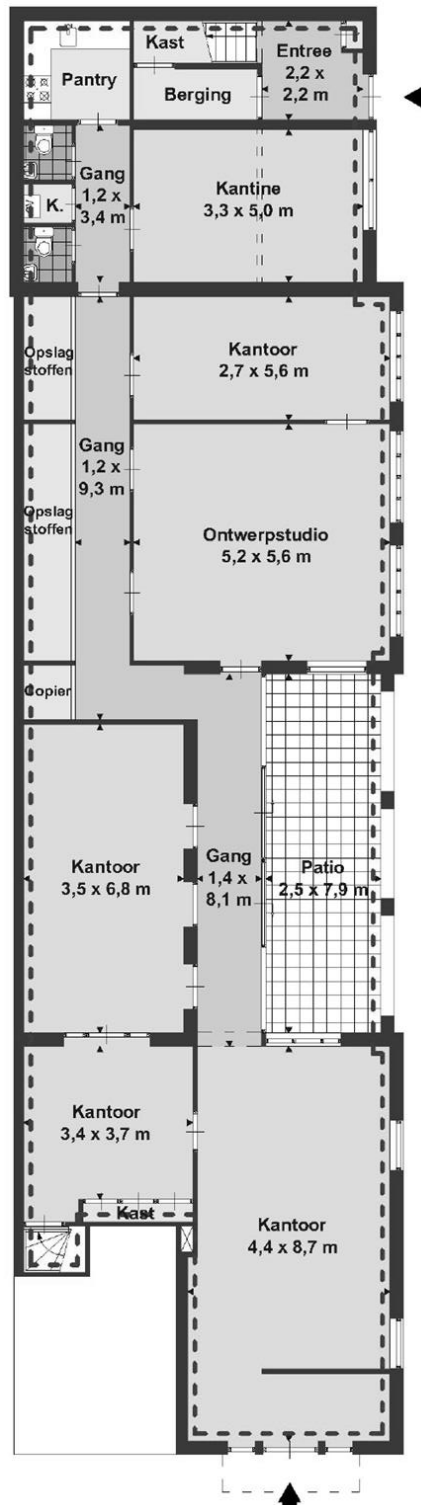 Kast
Entree
2,2 x
2,2 m
Pantry
Berging
Gang
1,2 x
3,4 m
K.
Kantine
3,3 x 5,0 m
Opslag
stoffen
Kantoor
2,7 x 5,6 m
Gang
1,2 x
9,3 m
Opslag
stoffen
Ontwerpstudio
5,2 x 5,6 m
Copier
Kantoor
3,5 x 6,8 m
Gang
1,4 x
8,1 m
Patio
2,5 x 7,9 m
Kantoor
3,4 x 3,7 m
Kast
Kantoor
4,4 x 8,7 m